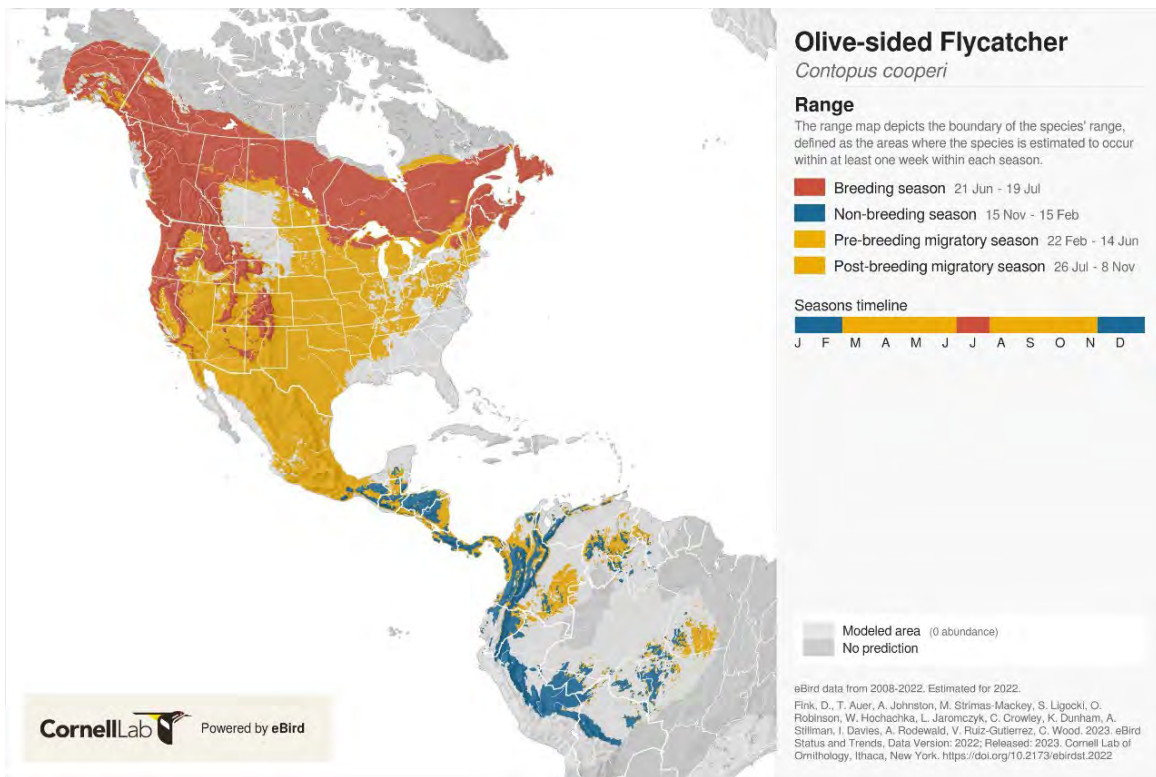 Olive-sided Flycatcher
Contopus cooperi
Range
The range map depicts the boundary of the species' range,
defined as the areas where the species is estimated to occur
within at least one week within each season.
Breeding season 21 Jun - 19 Jul
Non-breeding season 15 Nov - 15 Feb
Pre-breeding migratory season 22 Feb - 14 Jun
Post-breeding migratory season 26 Jul - 8 Nov
Seasons timeline
J F M A M J J A S O N D
Modeled area (0 abundance)
No prediction
eBird data from 2008-2022. Estimated for 2022.
Fink, D., T. Auer, A. Johnston, M. Strimas-Mackey, S. Ligocki, O.
Robinson, W. Hochachka, L. Jaromczyk, C. Crowley, K. Dunham, A.
Stillman, I. Davies, A. Rodewald, V. Ruiz-Gutierrez, C. Wood. 2023. eBird
Status and Trends, Data Version: 2022; Released: 2023. Cornell Lab of
Ornithology, Ithaca, New York. https://doi.org/10.2173/ebirdst.2022
CornellLab Powered by eBird